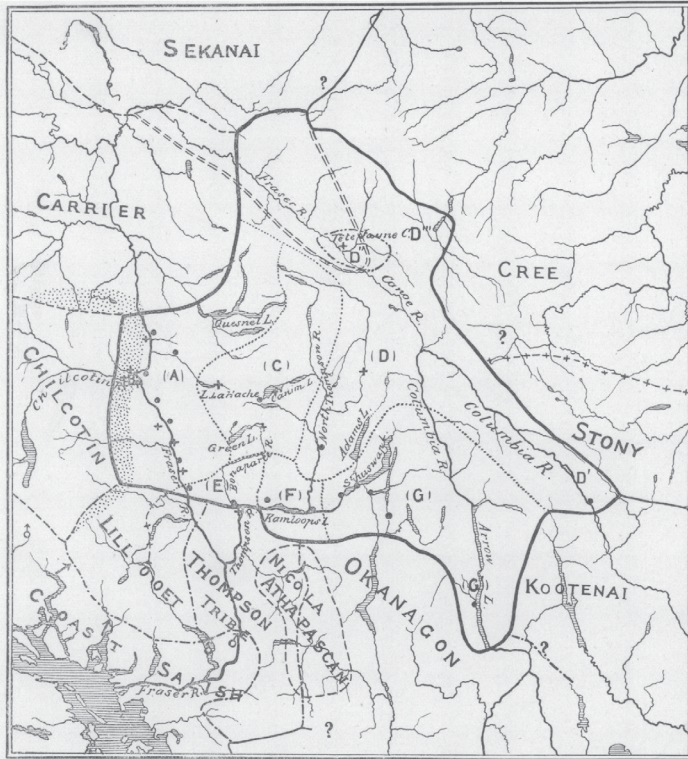 SEKANAI
?
CARRIER
Fraser R.
Tête Jaune C.
D'''
D''
CREE
Canoe R.
Quesnel L.
?
CHILCOTIN
Chilcotin
(A)
(C)
(D)
L. La Hache
Canim L.
North Thompson R.
Columbia R.
Columbia R.
STONY
Green L.
Adams L.
Bonaparte R.
Shuswap L.
Fraser R.
(E)
(F)
(G)
D'
Kamloops L.
Thompson R.
LILLOOET
THOMPSON
TRIBE
NICOLA
ATHAPASCAN
OKANAGON
Arrow L.
G'
KOOTENAI
COAST
SALISH
Fraser R.
?
?